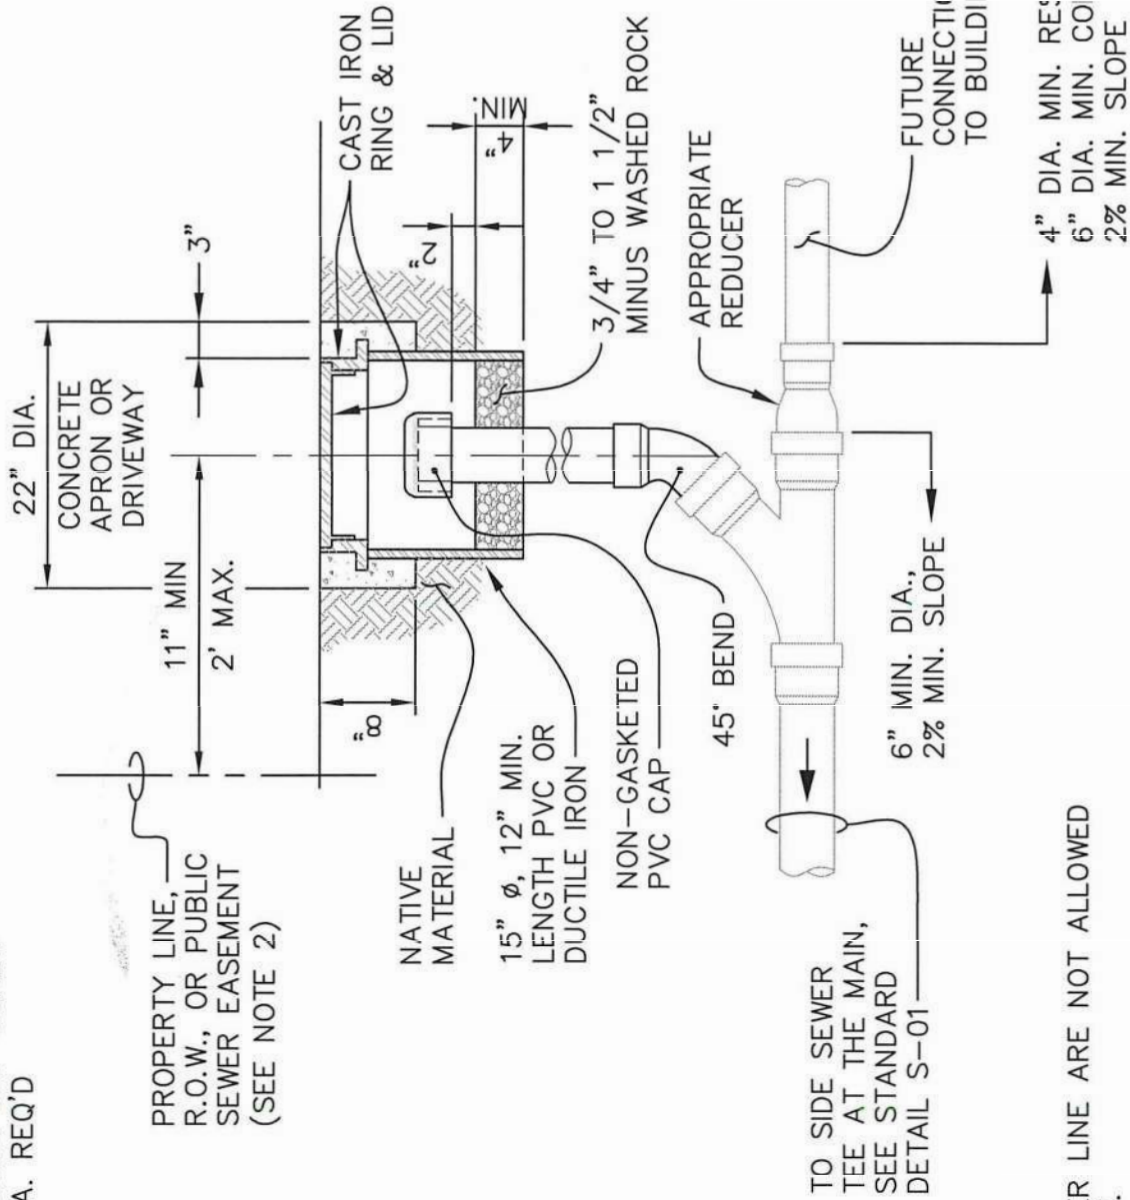 A. REQ'D
PROPERTY LINE,
R.O.W., OR PUBLIC
SEWER EASEMENT
(SEE NOTE 2)
22" DIA.
CONCRETE
APRON OR
DRIVEWAY
3"
11" MIN
2' MAX.
CAST IRON
RING & LID
8"
2"
4"
MIN.
NATIVE
MATERIAL
15" ø, 12" MIN.
LENGTH PVC OR
DUCTILE IRON
3/4" TO 1 1/2"
MINUS WASHED ROCK
NON-GASKETED
PVC CAP
45° BEND
APPROPRIATE
REDUCER
TO SIDE SEWER
TEE AT THE MAIN,
SEE STANDARD
DETAIL S-01
6" MIN. DIA.,
2% MIN. SLOPE
FUTURE
TO
4" DIA. MIN.
6" DIA. MIN.
2% MIN. SLOPE
LINE ARE NOT ALLOWED